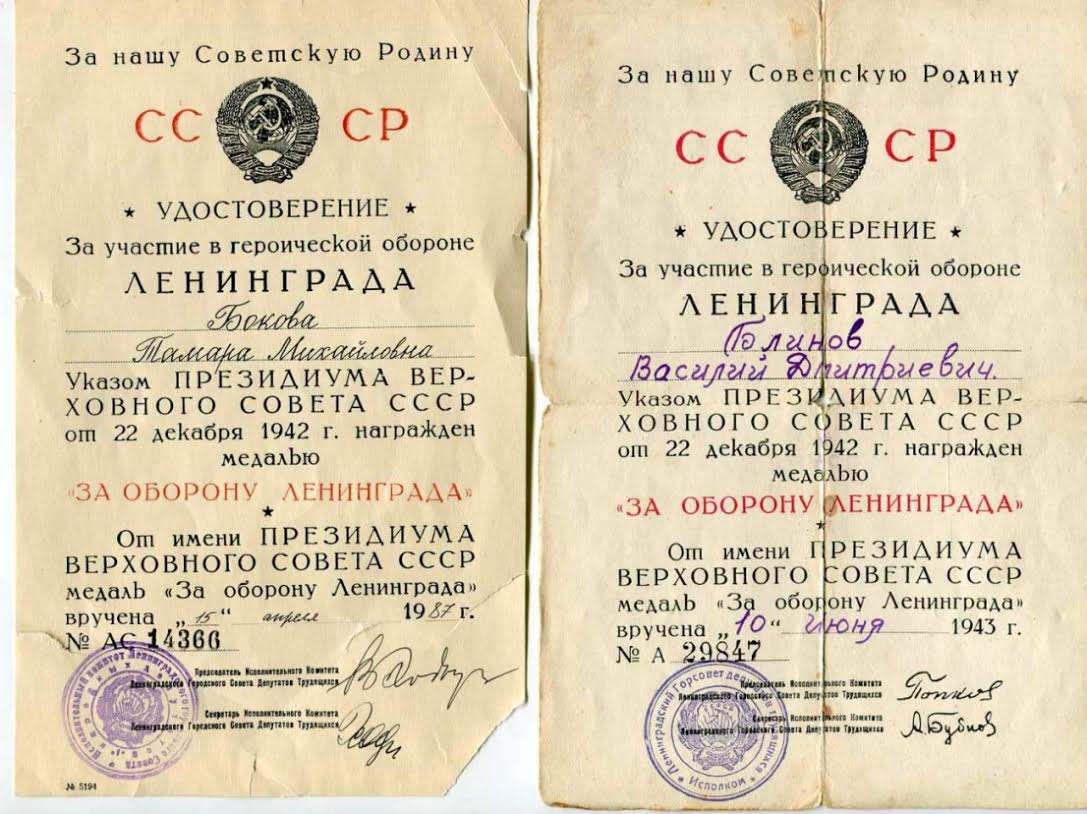 За нашу Советскую Родину
СС СР
★ УДОСТОВЕРЕНИЕ ★
За участие в героической обороне
ЛЕНИНГРАДА
Бокова
Тамара Михайловна
Указом ПРЕЗИДИУМА ВЕР-
ХОВНОГО СОВЕТА СССР
от 22 декабря 1942 г. награжден
медалью
«ЗА ОБОРОНУ ЛЕНИНГРАДА»
★
От имени ПРЕЗИДИУМА
ВЕРХОВНОГО СОВЕТА СССР
медаль «За оборону Ленинграда»
вручена „15“ апреля 1987 г.
№ АС 14366
Председатель Исполнительного Комитета
Ленинградского Городского Совета Депутатов Трудящихся
Секретарь Исполнительного Комитета
Ленинградского Городского Совета Депутатов Трудящихся
№ 5194
За нашу Советскую Родину
СС СР
★ УДОСТОВЕРЕНИЕ ★
За участие в героической обороне
ЛЕНИНГРАДА
Блинов
Василий Дмитриевич.
Указом ПРЕЗИДИУМА ВЕР-
ХОВНОГО СОВЕТА СССР
от 22 декабря 1942 г. награжден
медалью
«ЗА ОБОРОНУ ЛЕНИНГРАДА»
★
От имени ПРЕЗИДИУМА
ВЕРХОВНОГО СОВЕТА СССР
медаль «За оборону Ленинграда»
вручена „10“ июня 1943 г.
№ А 29847
Председатель Исполнительного Комитета
Ленинградского Городского Совета Депутатов Трудящихся
Попков
Секретарь Исполнительного Комитета
Ленинградского Городского Совета Депутатов Трудящихся
А. Бубнов
Ленинградский Горсовет депутатов трудящихся
★ Исполком ★